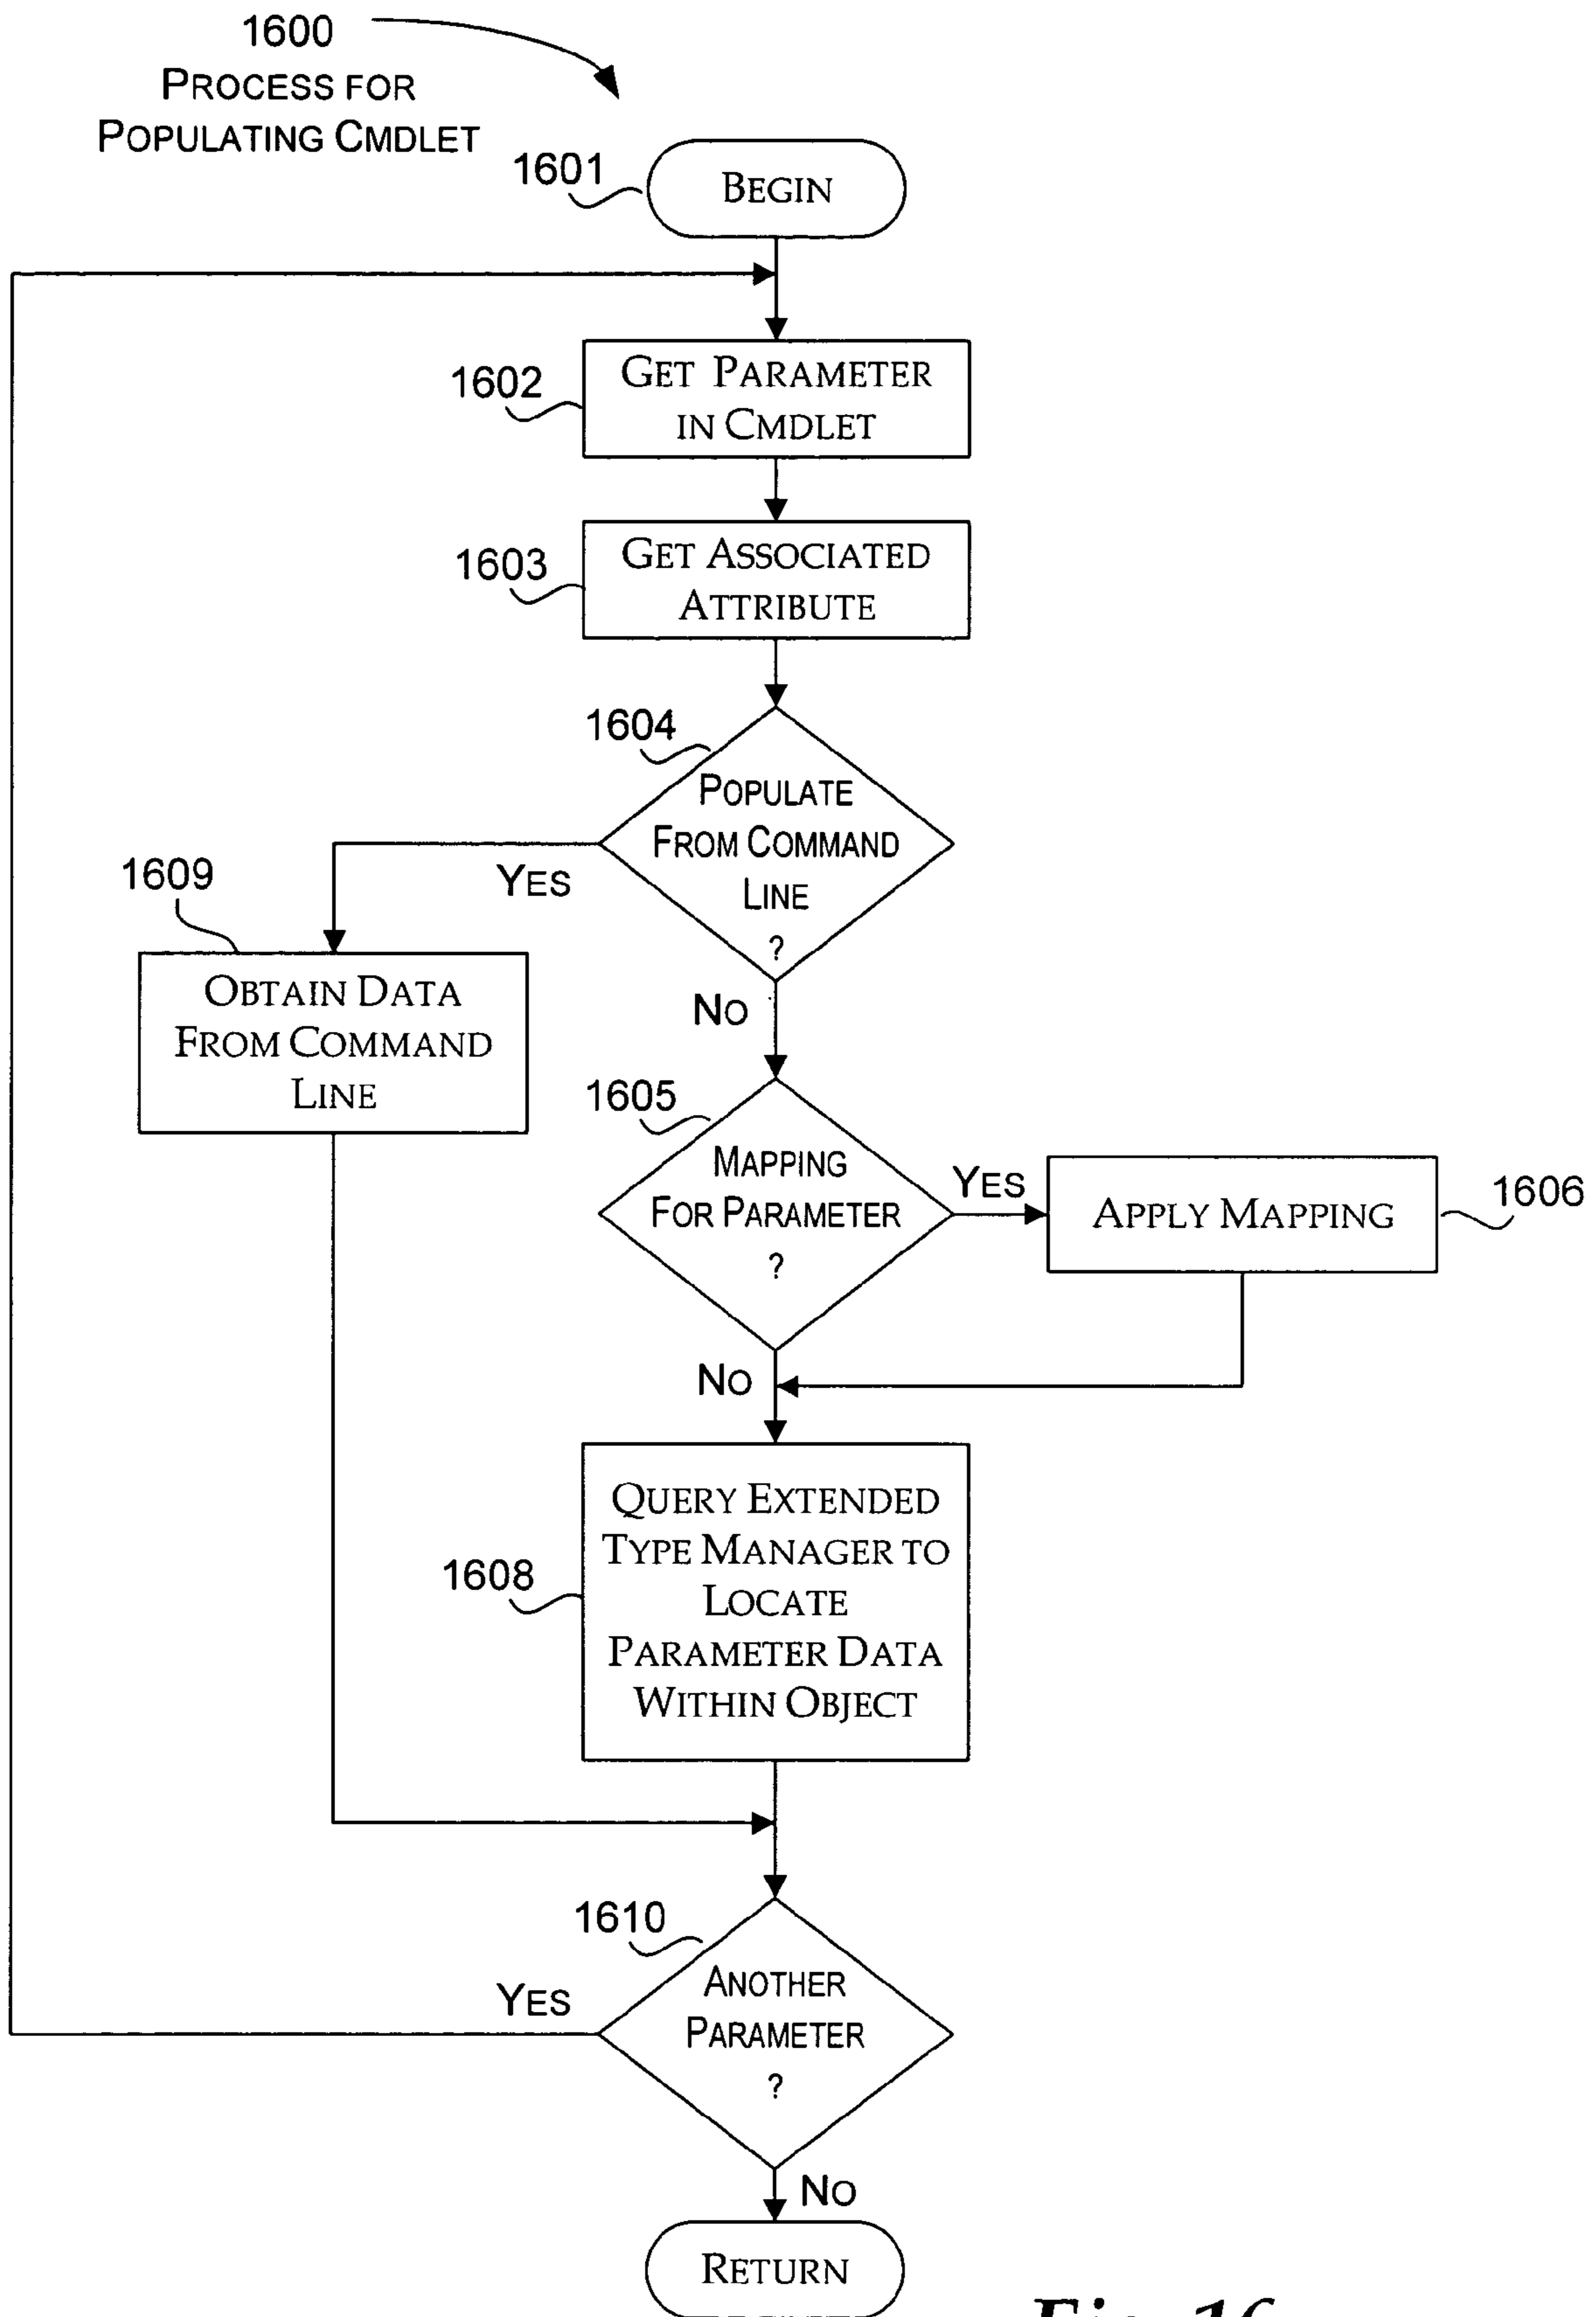 1600
PROCESS FOR
POPULATING CMDLET
1601
BEGIN
1602
GET PARAMETER
IN CMDLET
1603
GET ASSOCIATED
ATTRIBUTE
1604
POPULATE
FROM COMMAND
LINE
?
YES
1609
OBTAIN DATA
FROM COMMAND
LINE
NO
1605
MAPPING
FOR PARAMETER
?
YES
APPLY MAPPING
1606
NO
1608
QUERY EXTENDED
TYPE MANAGER TO
LOCATE
PARAMETER DATA
WITHIN OBJECT
1610
ANOTHER
PARAMETER
?
YES
NO
RETURN
Fig. 16